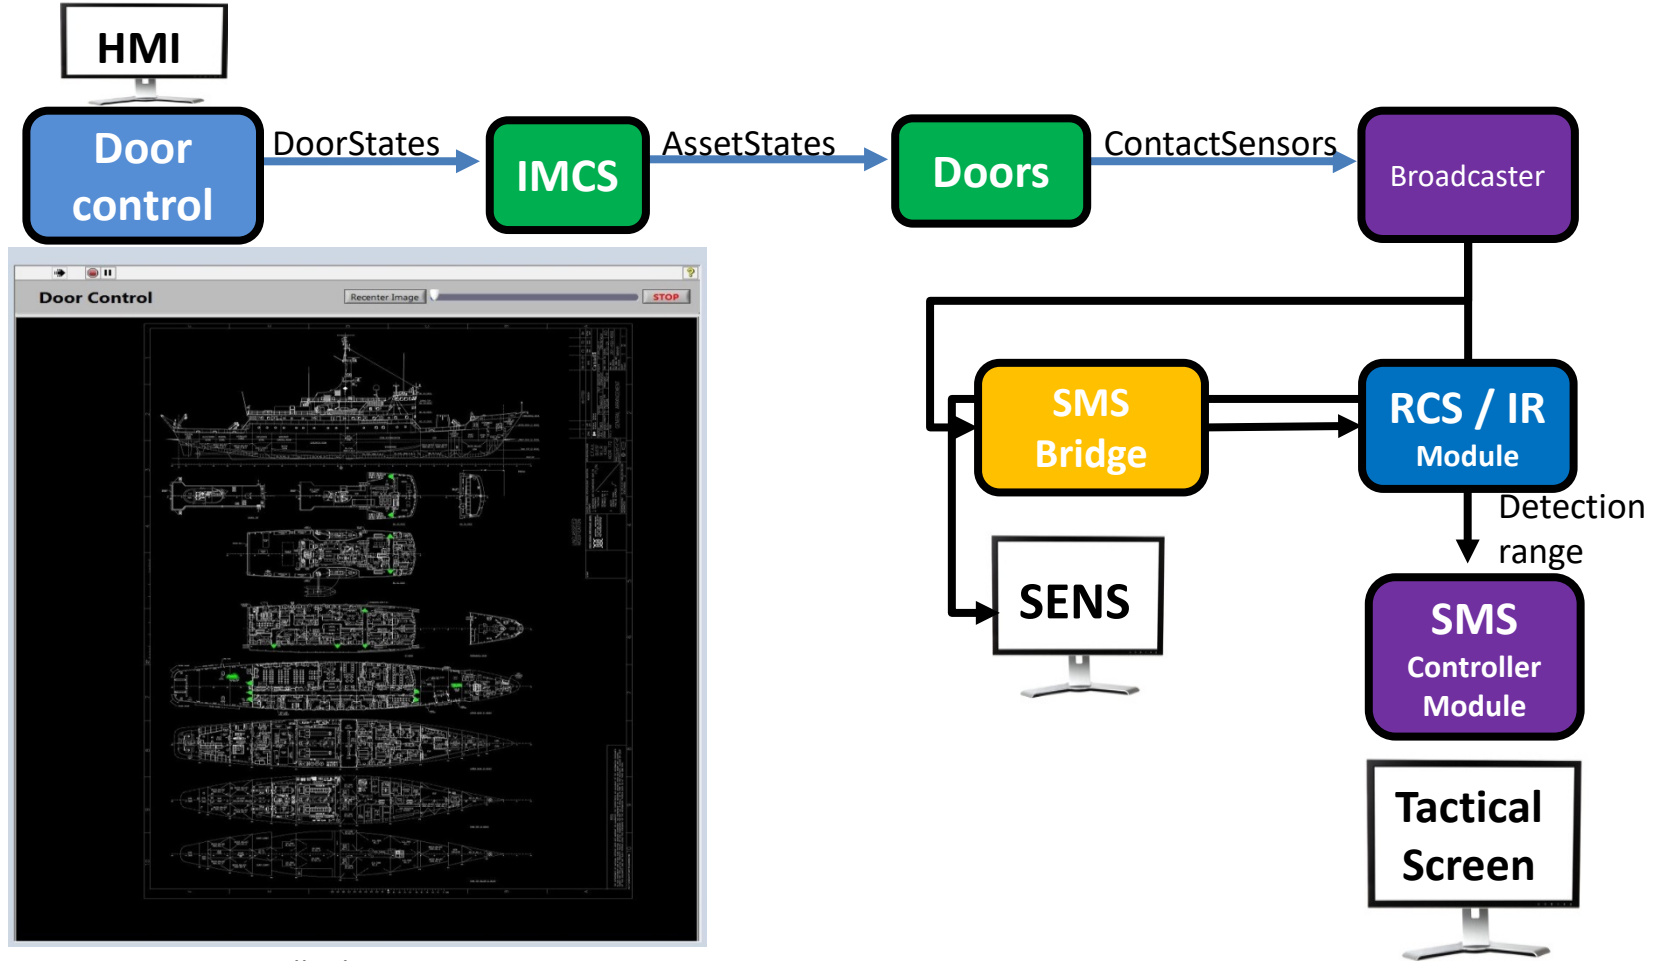 HMI
Door
control
DoorStates
IMCS
AssetStates
Doors
ContactSensors
Broadcaster
Door Control
Recenter Image
STOP
SMS
Bridge
RCS / IR
Module
Detection
range
SENS
SMS
Controller
Module
Tactical
Screen